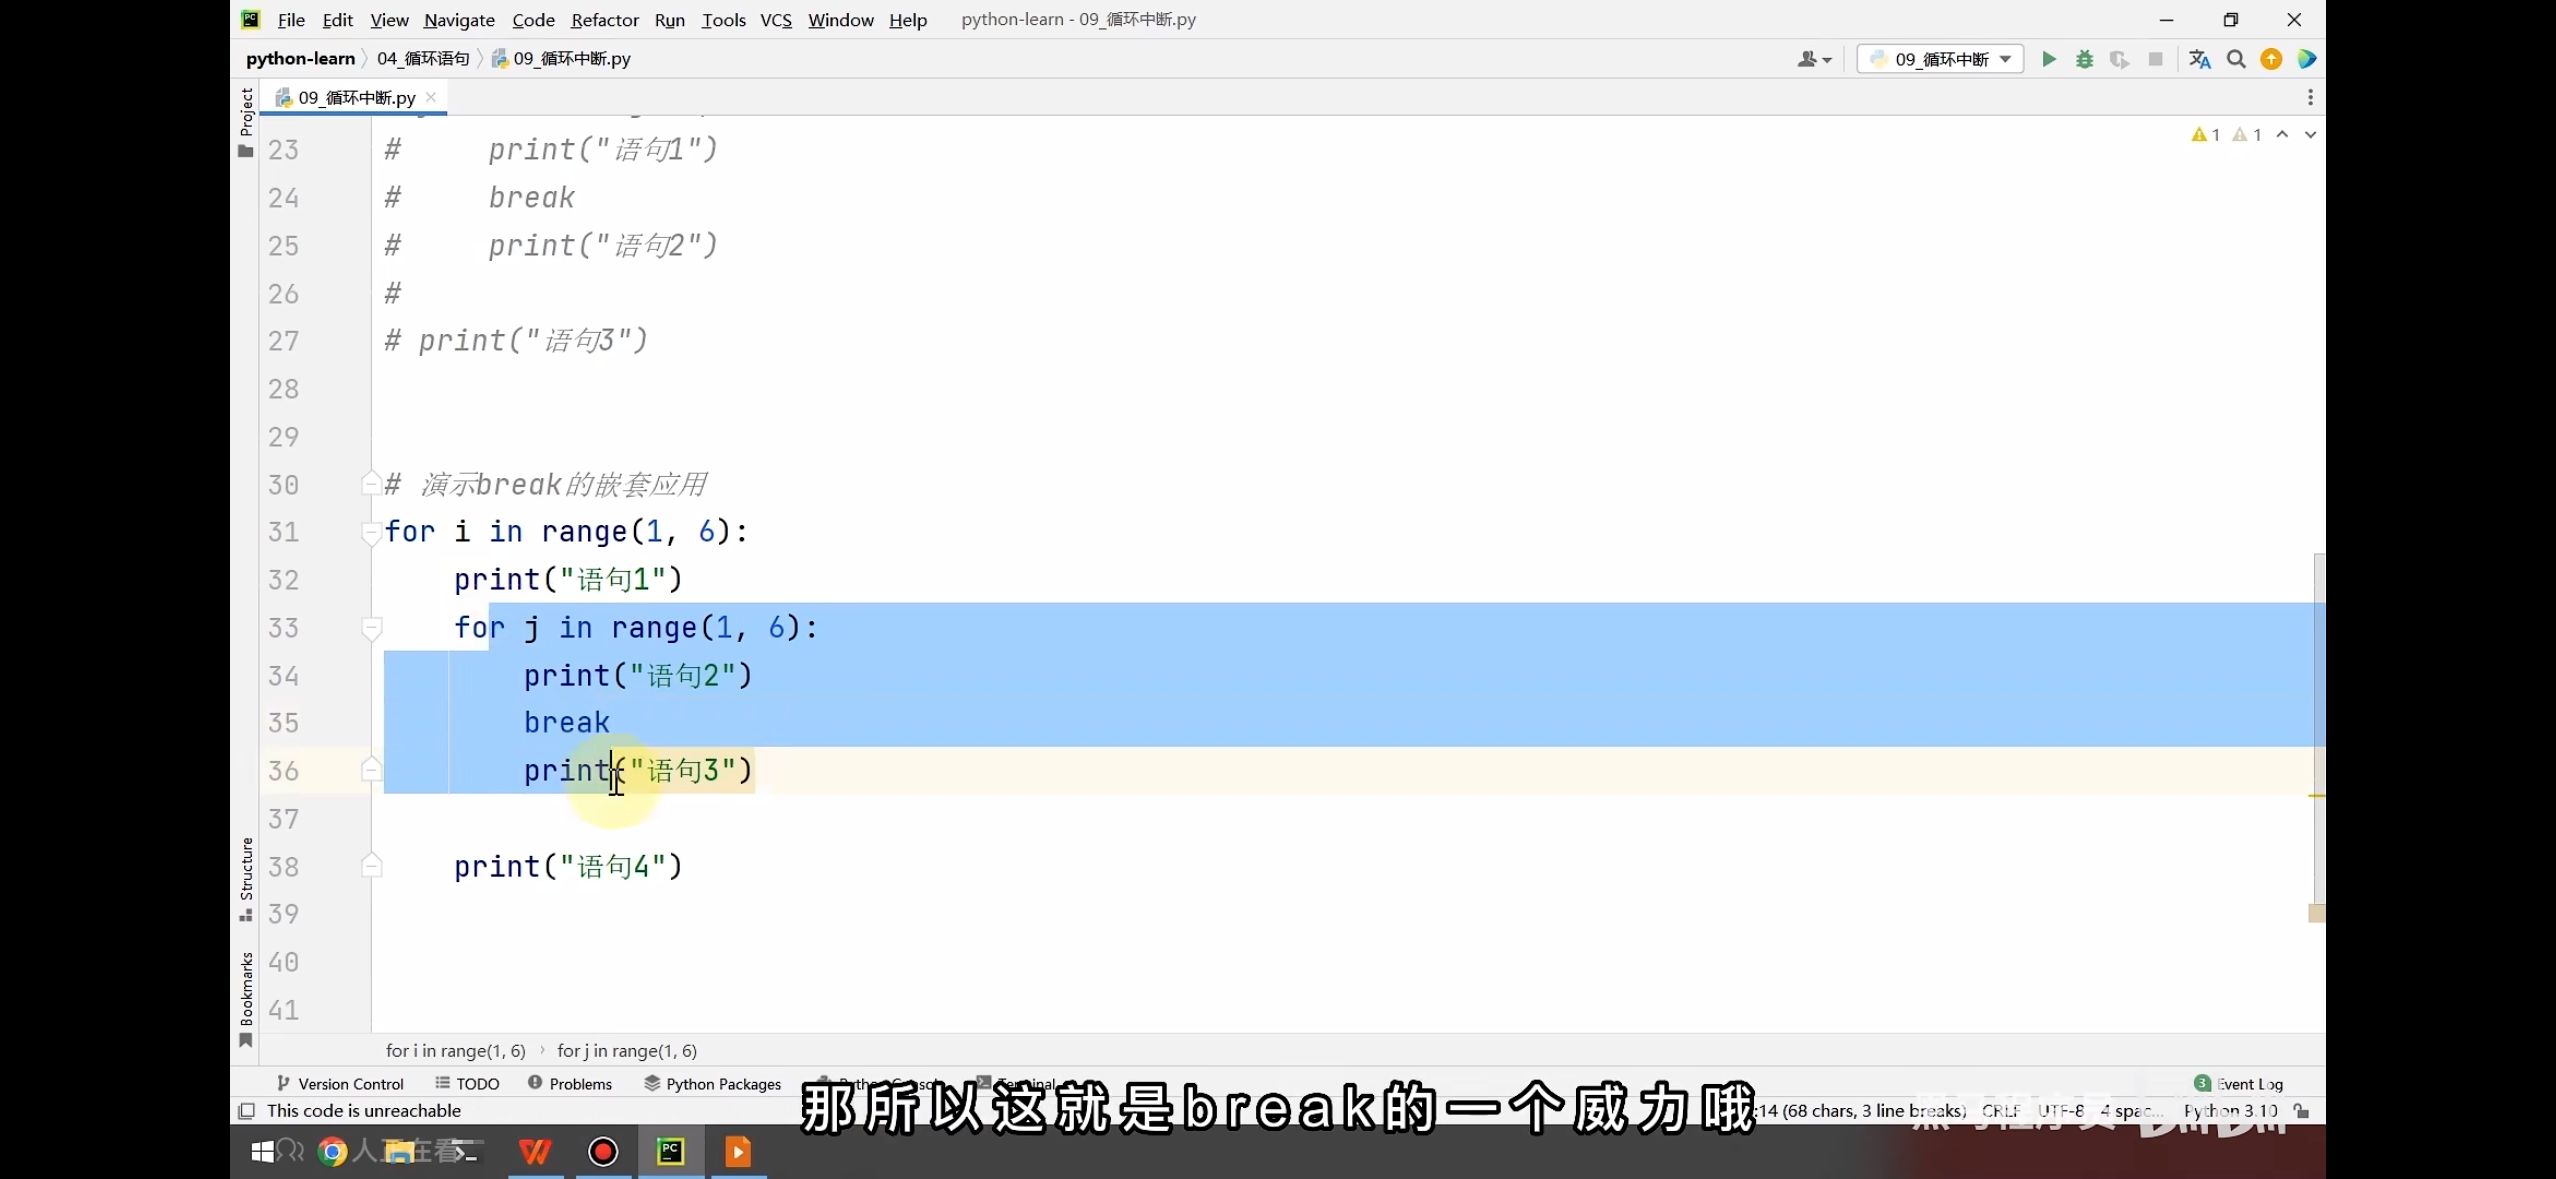 File Edit View Navigate Code Refactor Run Tools VCS Window Help python-learn - 09_循环中断.py
python-learn 04_循环语句 09_循环中断.py 09_循环中断
Project
09_循环中断.py
1 1
23 # print("语句1")
24 # break
25 # print("语句2")
26 #
27 # print("语句3")
28
29
30 # 演示break的嵌套应用
31 for i in range(1, 6):
32 print("语句1")
33 for j in range(1, 6):
34 print("语句2")
35 break
36 print("语句3")
37
38 print("语句4")
39
40
41
Structure
Bookmarks
for i in range(1, 6) for j in range(1, 6)
Version Control TODO Problems Python Packages Terminal 3 Event Log
那所以这就是break的一个威力哦
This code is unreachable :14 (68 chars, 3 line breaks) CRLF UTF-8 4 spac... Python 3.10